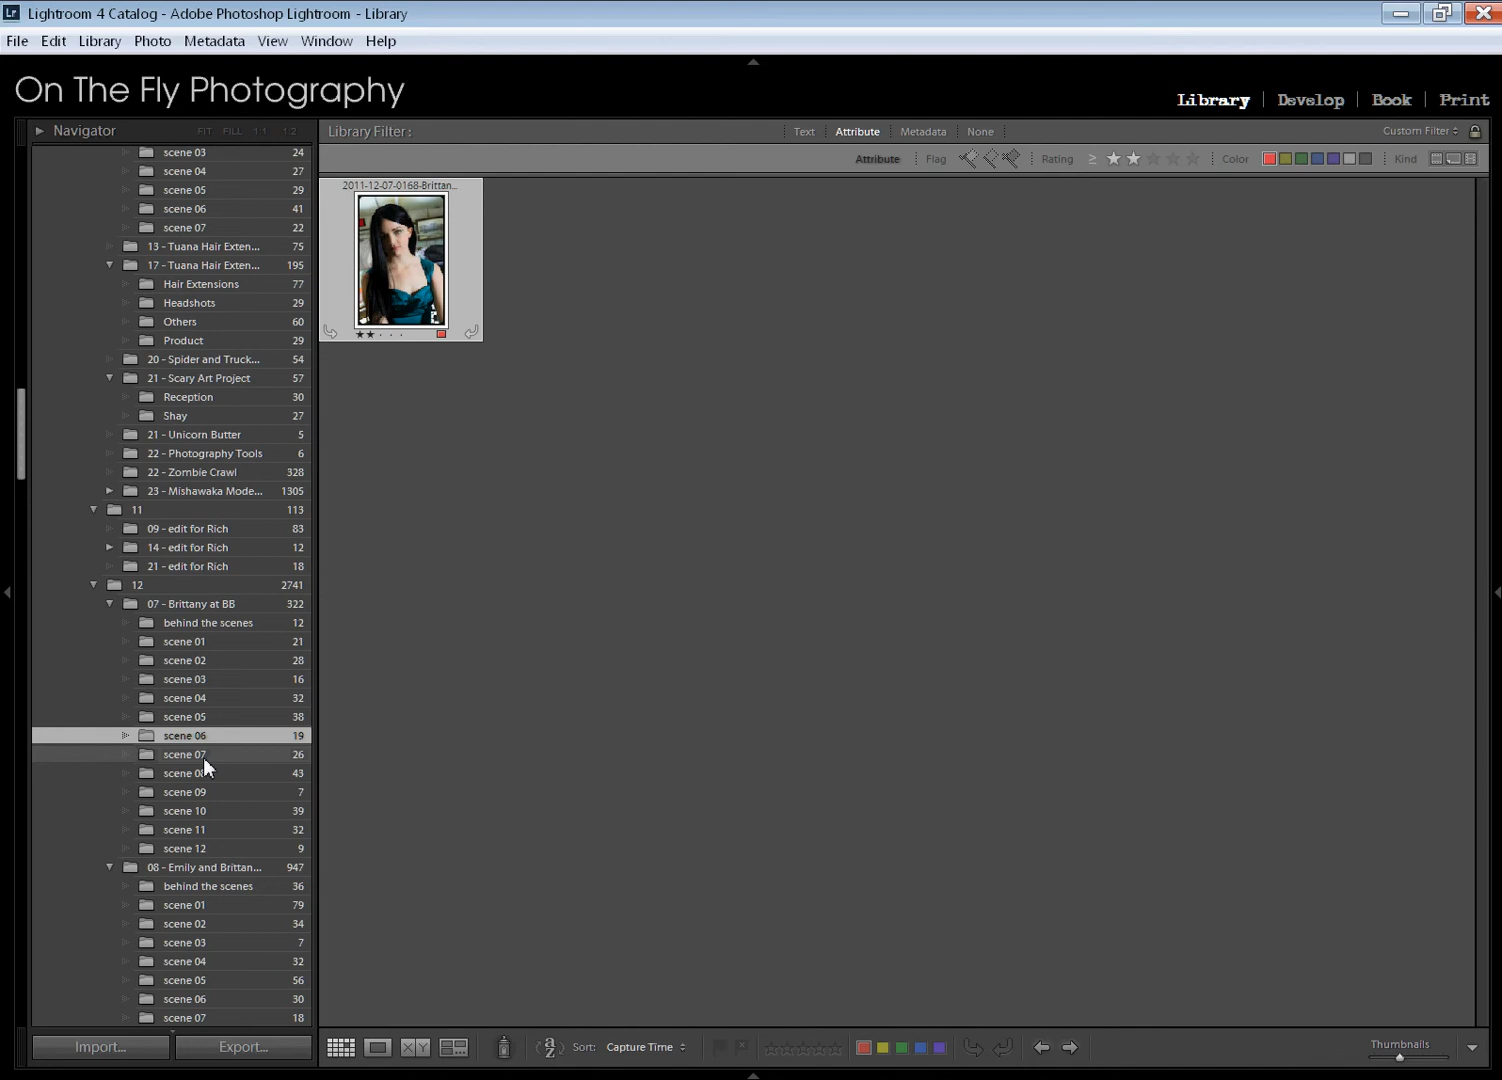 Lightroom 4 Catalog - Adobe Photoshop Lightroom - Library
File Edit Library Photo Metadata View Window Help
On The Fly Photography
Library | Develop | Book | Print
Navigator FIT FILL 1:1 1:2
Library Filter: Text Attribute Metadata None Custom Filter
Attribute Flag Rating ≥ Color Kind
2011-12-07-0168-Brittan...
scene 03 24
scene 04 27
scene 05 29
scene 06 41
scene 07 22
13 - Tuana Hair Exten... 75
17 - Tuana Hair Exten... 195
Hair Extensions 77
Headshots 29
Others 60
Product 29
20 - Spider and Truck... 54
21 - Scary Art Project 57
Reception 30
Shay 27
21 - Unicorn Butter 5
22 - Photography Tools 6
22 - Zombie Crawl 328
23 - Mishawaka Mode... 1305
11 113
09 - edit for Rich 83
14 - edit for Rich 12
21 - edit for Rich 18
12 2741
07 - Brittany at BB 322
behind the scenes 12
scene 01 21
scene 02 28
scene 03 16
scene 04 32
scene 05 38
scene 06 19
scene 07 26
scene 08 43
scene 09 7
scene 10 39
scene 11 32
scene 12 9
08 - Emily and Brittan... 947
behind the scenes 36
scene 01 79
scene 02 34
scene 03 7
scene 04 32
scene 05 56
scene 06 30
scene 07 18
Import... Export... XY Sort: Capture Time Thumbnails